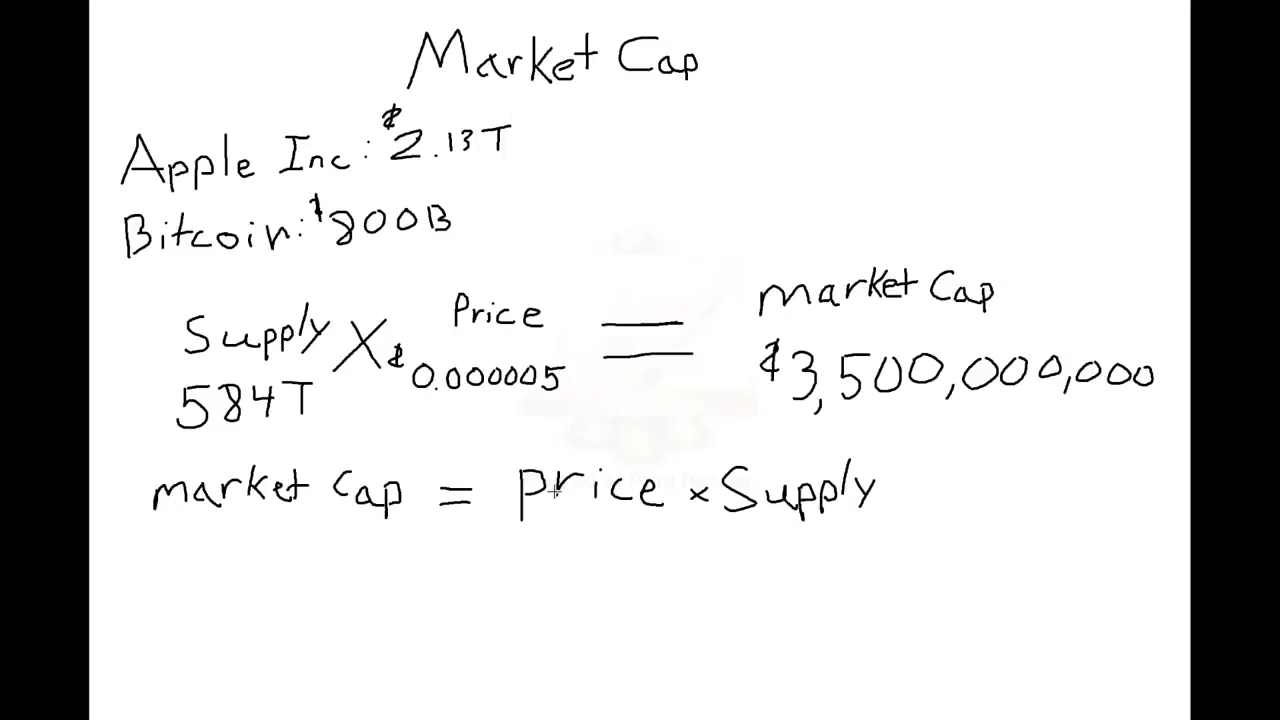 Market Cap
Apple Inc: $2.13T
Bitcoin: $800B
Supply X Price = market Cap
584T $0.000005 $3,500,000,000
market Cap = price × Supply